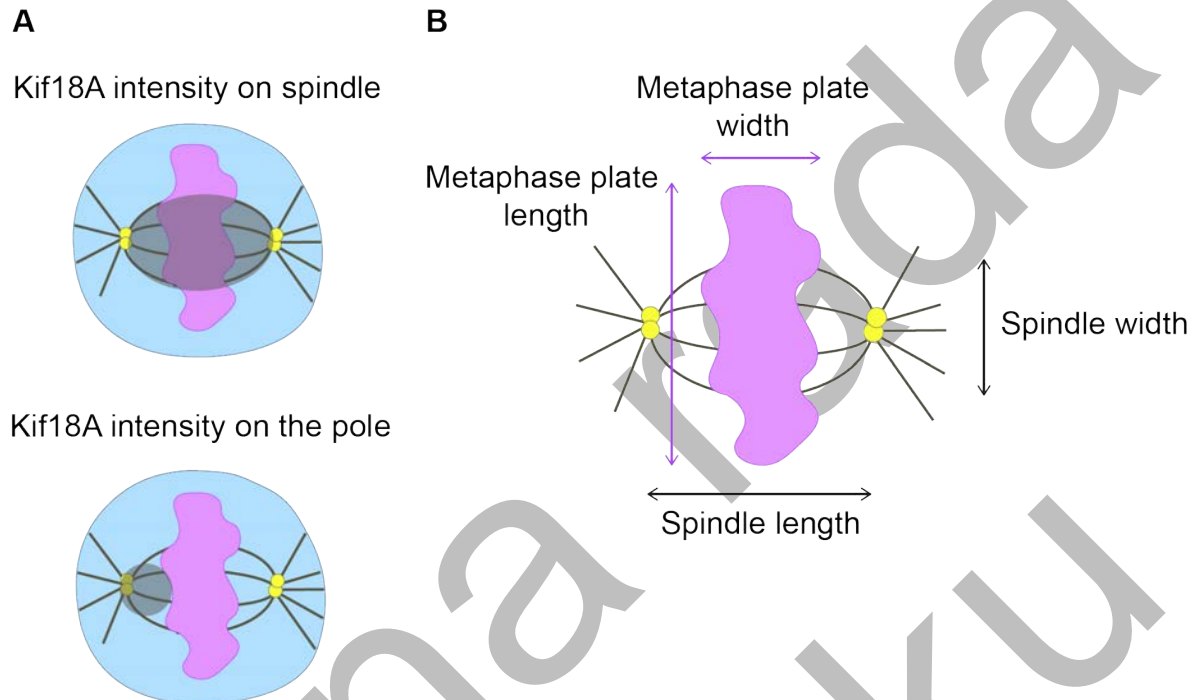 A
Kif18A intensity on spindle
Kif18A intensity on the pole
B
Metaphase plate
width
Metaphase plate
length
Spindle width
Spindle length